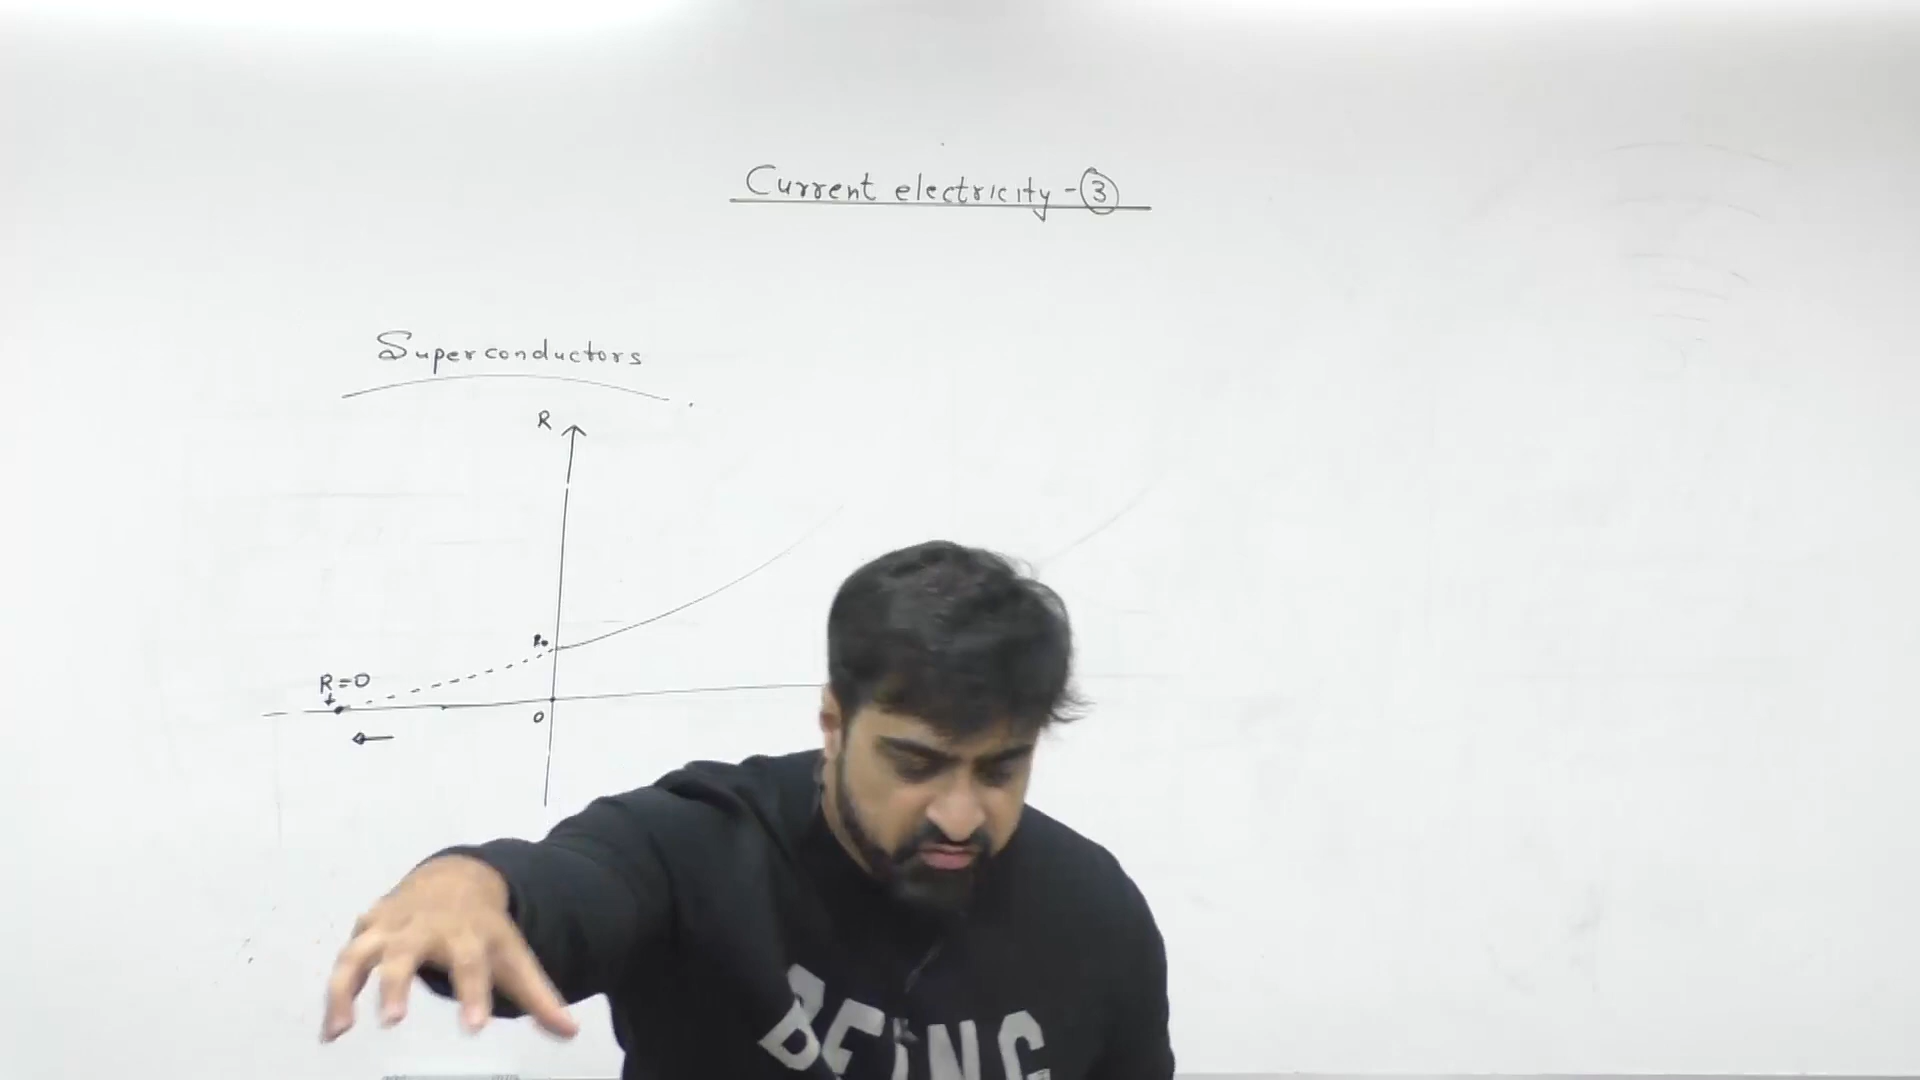 Current electricity - 3
Superconductors
R
R₀
R=0
0
BEING